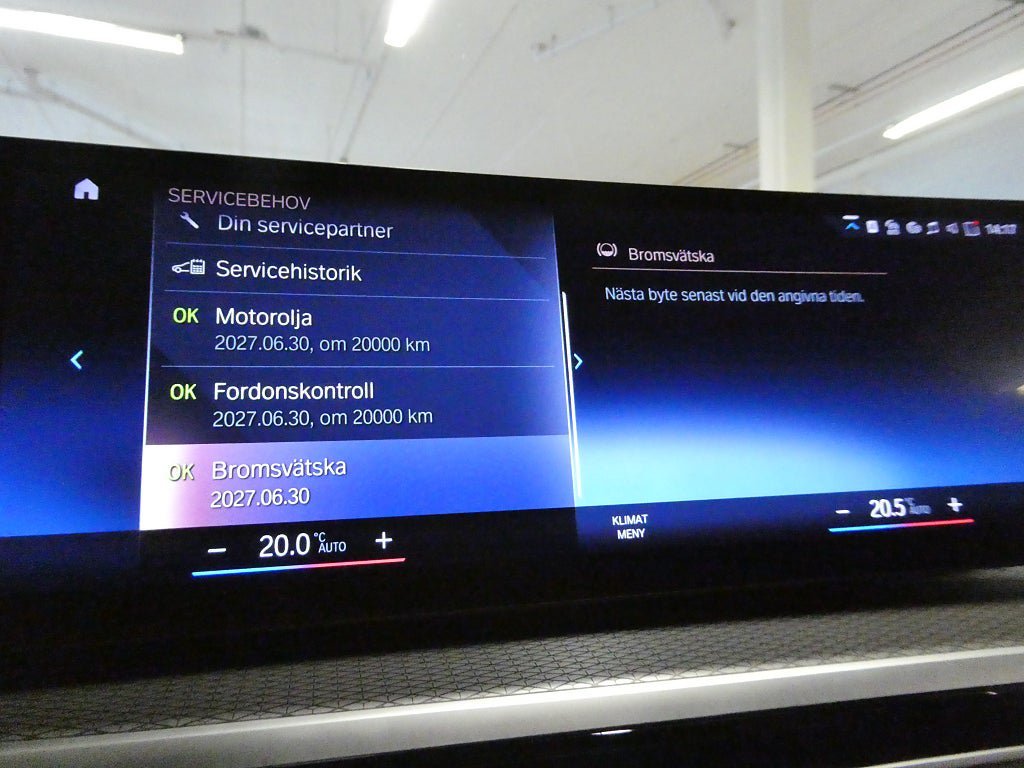 SERVICEBEHOV
Din servicepartner
Servicehistorik
OK Motorolja
2027.06.30, om 20000 km
OK Fordonskontroll
2027.06.30, om 20000 km
OK Bromsvätska
2027.06.30
Bromsvätska
Nästa byte senast vid den angivna tiden.
− 20.0 °C AUTO +
KLIMAT
MENY
− 20.5 °C AUTO +